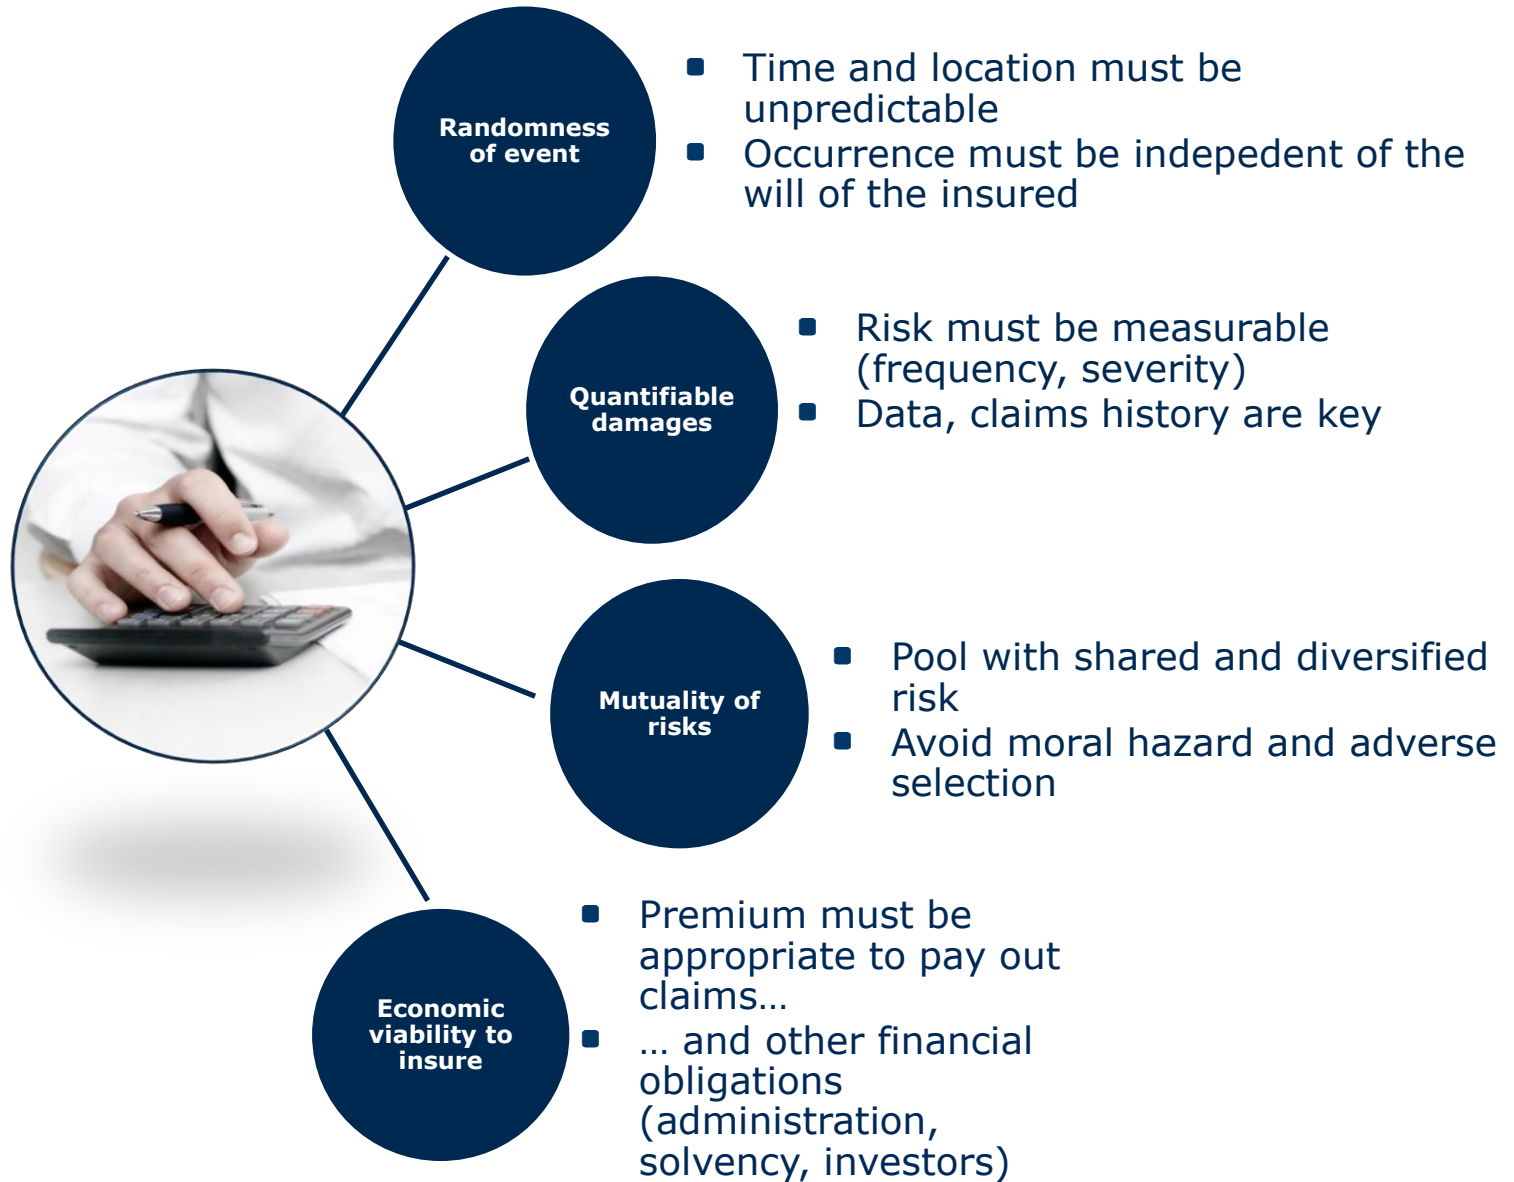 Randomness
of event
Time and location must be
unpredictable
Occurrence must be indepedent of the
will of the insured
Quantifiable
damages
Risk must be measurable
(frequency, severity)
Data, claims history are key
Mutuality of
risks
Pool with shared and diversified
risk
Avoid moral hazard and adverse
selection
Economic
viability to
insure
Premium must be
appropriate to pay out
claims…
… and other financial
obligations
(administration,
solvency, investors)